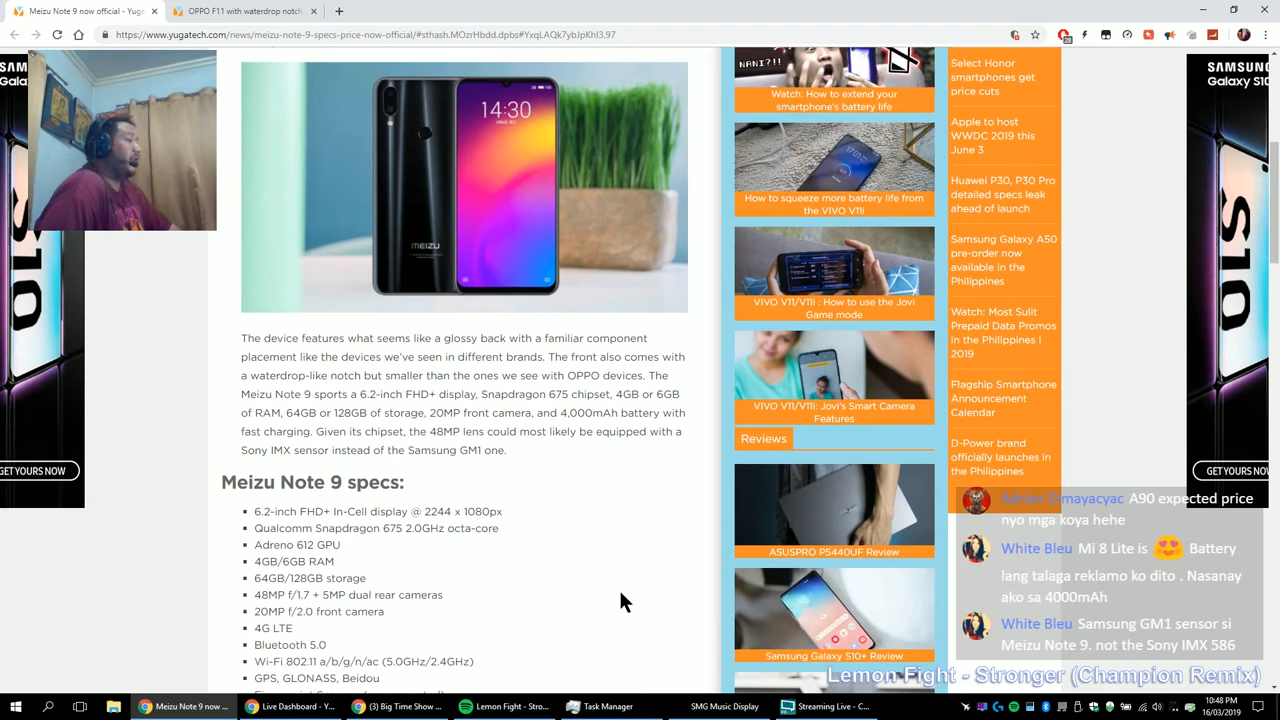 Meizu Note 9 now official - Yuga
OPPO F11 with waterdrop notch
https://www.yugatech.com/news/meizu-note-9-specs-price-now-official/#sthash.MOzrHbdd.dpbs#YxqLAQk7ybJpKhI3.97
28
SAMSUNG
Galaxy
S10
GET YOURS NOW
14:30
MEIZU
The device features what seems like a glossy back with a familiar component
placement like the devices we've seen in different brands. The front also comes with
a waterdrop-like notch but smaller than the ones we see with OPPO devices. The
Meizu Note 9 sports a 6.2-inch FHD+ display, Snapdragon 675 chipset, 4GB or 6GB
of RAM, 64GB or 128GB of storage, 20MP front camera, and 4,000mAh battery with
fast charging. Given its chipset, the 48MP lens could most likely be equipped with a
Sony IMX sensor instead of the Samsung GM1 one.
Meizu Note 9 specs:
6.2-inch FHD+ In-Cell display @ 2244 x 1080px
Qualcomm Snapdragon 675 2.0GHz octa-core
Adreno 612 GPU
4GB/6GB RAM
64GB/128GB storage
48MP f/1.7 + 5MP dual rear cameras
20MP f/2.0 front camera
4G LTE
Bluetooth 5.0
Wi-Fi 802.11 a/b/g/n/ac (5.0GHz/2.4GHz)
GPS, GLONASS, Beidou
NANI?!!
Watch: How to extend your
smartphone's battery life
How to squeeze more battery life from
the VIVO V11i
VIVO V11/V11i : How to use the Jovi
Game mode
VIVO V11/V11i: Jovi's Smart Camera
Features
Reviews
ASUSPRO P5440UF Review
Samsung Galaxy S10+ Review
Select Honor
smartphones get
price cuts
Apple to host
WWDC 2019 this
June 3
Huawei P30, P30 Pro
detailed specs leak
ahead of launch
Samsung Galaxy A50
pre-order now
available in the
Philippines
Watch: Most Sulit
Prepaid Data Promos
in the Philippines |
2019
Flagship Smartphone
Announcement
Calendar
D-Power brand
officially launches in
the Philippines
SAMSUNG
Galaxy S10
S10
GET YOURS NOW
Adrian Dimayacyac A90 expected price
nyo mga koya hehe
White Bleu Mi 8 Lite is 😍 Battery
lang talaga reklamo ko dito . Nasanay
ako sa 4000mAh
White Bleu Samsung GM1 sensor si
Meizu Note 9. not the Sony IMX 586
Lemon Fight - Stronger (Champion Remix)
Meizu Note 9 now ...
Live Dashboard - Y...
(3) Big Time Show ...
Lemon Fight - Stro...
Task Manager
SMG Music Display
Streaming Live - C...
10:48 PM
16/03/2019